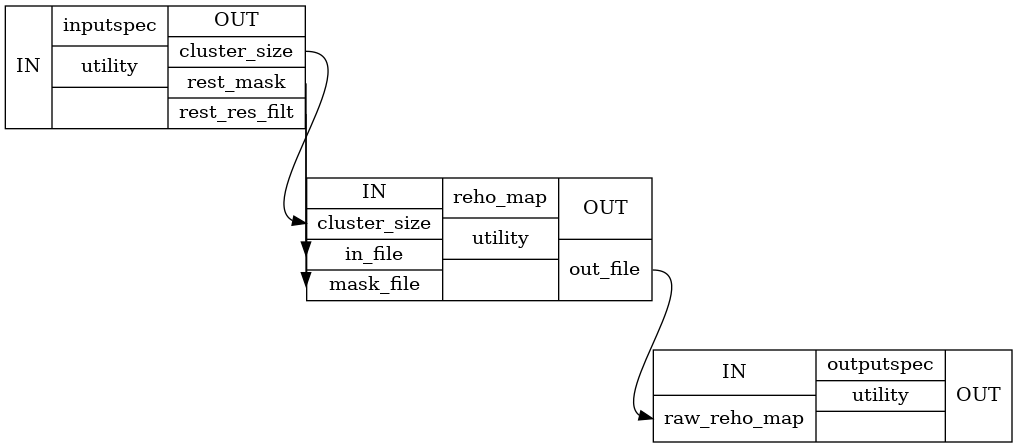 IN
inputspec
utility
OUT
cluster_size
rest_mask
rest_res_filt
IN
cluster_size
in_file
mask_file
reho_map
utility
OUT
out_file
IN
raw_reho_map
outputspec
utility
OUT